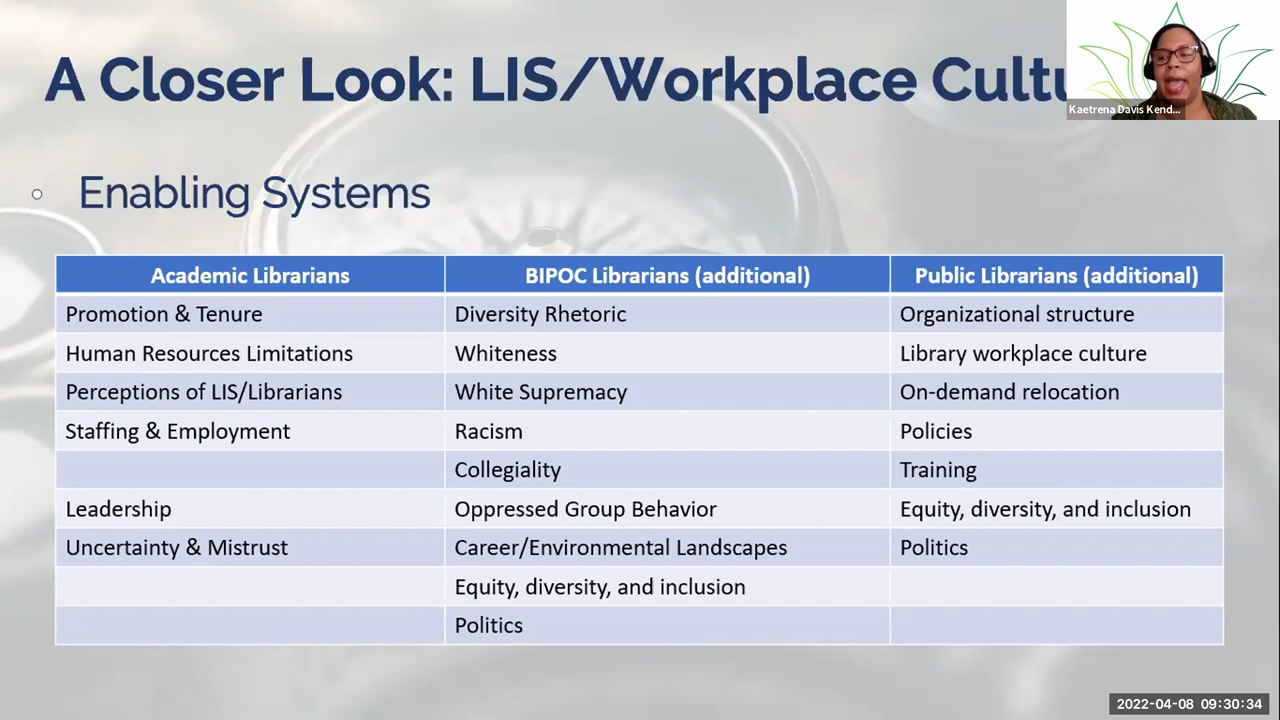 A Closer Look: LIS/Workplace
Kaetrena Davis Kend...
Enabling Systems
Academic Librarians BIPOC Librarians (additional) Public Librarians (additional)
Promotion & Tenure Diversity Rhetoric Organizational structure
Human Resources Limitations Whiteness Library workplace culture
Perceptions of LIS/Librarians White Supremacy On-demand relocation
Staffing & Employment Racism Policies
Collegiality Training
Leadership Oppressed Group Behavior Equity, diversity, and inclusion
Uncertainty & Mistrust Career/Environmental Landscapes Politics
Equity, diversity, and inclusion
Politics
2022-04-08 09:30:34